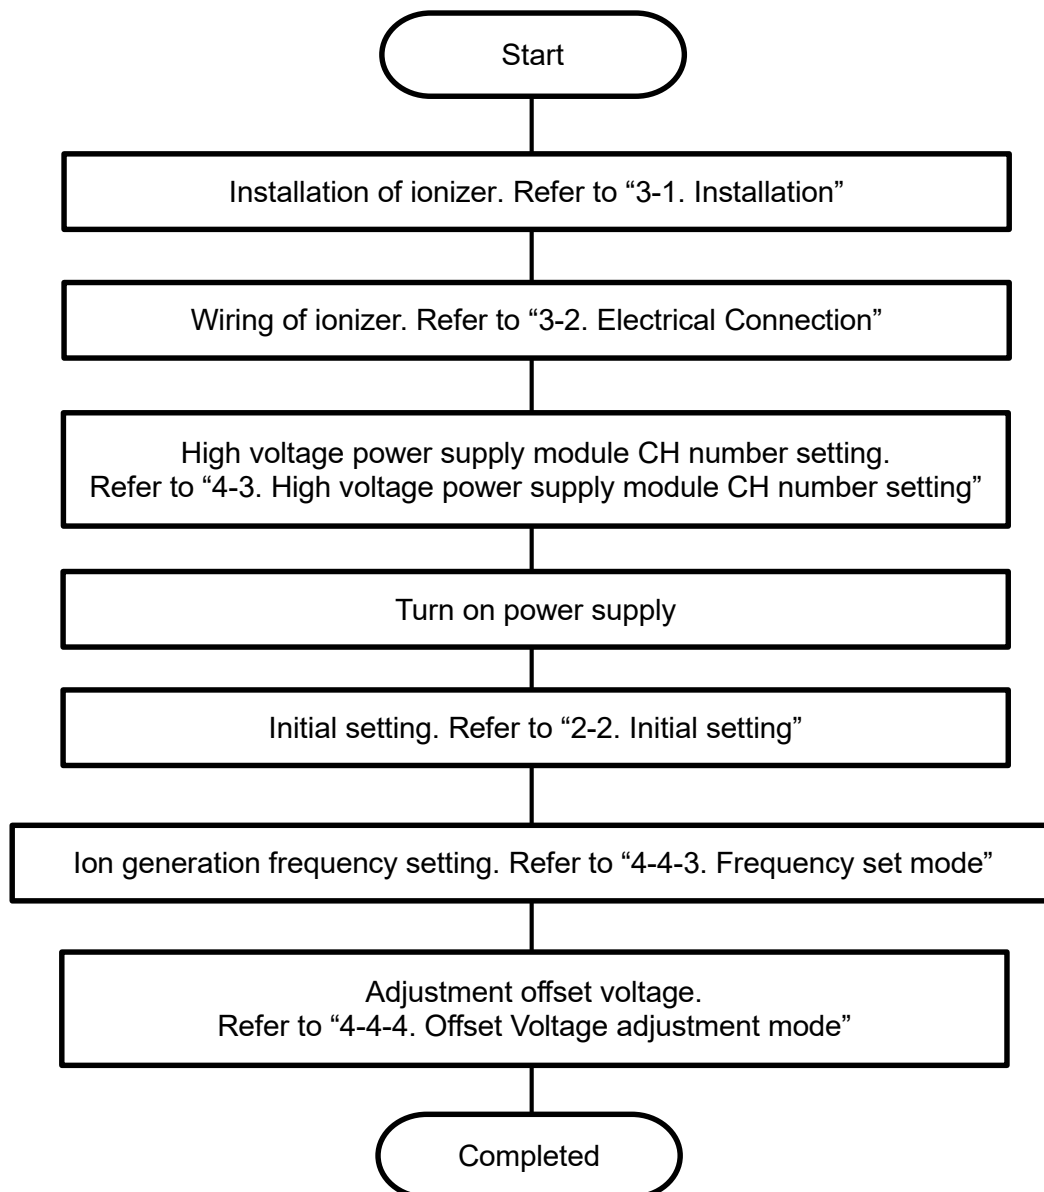 Start
Installation of ionizer. Refer to “3-1. Installation”
Wiring of ionizer. Refer to “3-2. Electrical Connection”
High voltage power supply module CH number setting.
Refer to “4-3. High voltage power supply module CH number setting”
Turn on power supply
Initial setting. Refer to “2-2. Initial setting”
Ion generation frequency setting. Refer to “4-4-3. Frequency set mode”
Adjustment offset voltage.
Refer to “4-4-4. Offset Voltage adjustment mode”
Completed